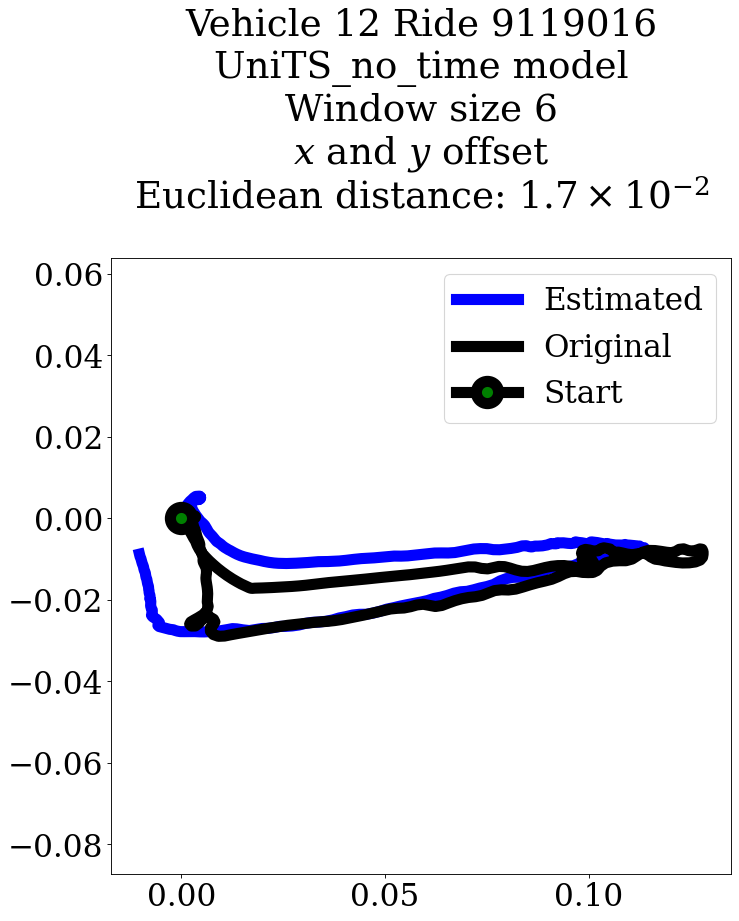 Vehicle 12 Ride 9119016
UniTS_no_time model
Window size 6
x and y offset
Euclidean distance: 1.7 × 10⁻²
Estimated
Original
Start
0.06
0.04
0.02
0.00
−0.02
−0.04
−0.06
−0.08
0.00 0.05 0.10